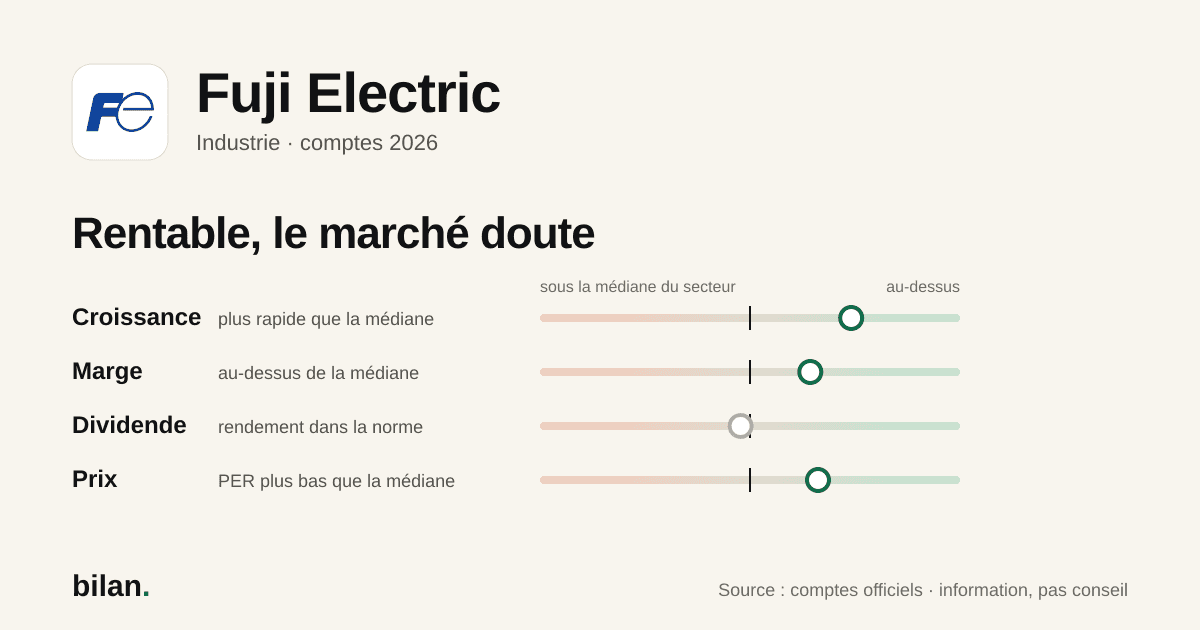 Fe
Fuji Electric
Industrie · comptes 2026
Rentable, le marché doute
sous la médiane du secteur au-dessus
Croissance plus rapide que la médiane
Marge au-dessus de la médiane
Dividende rendement dans la norme
Prix PER plus bas que la médiane
bilan.
Source : comptes officiels · information, pas conseil